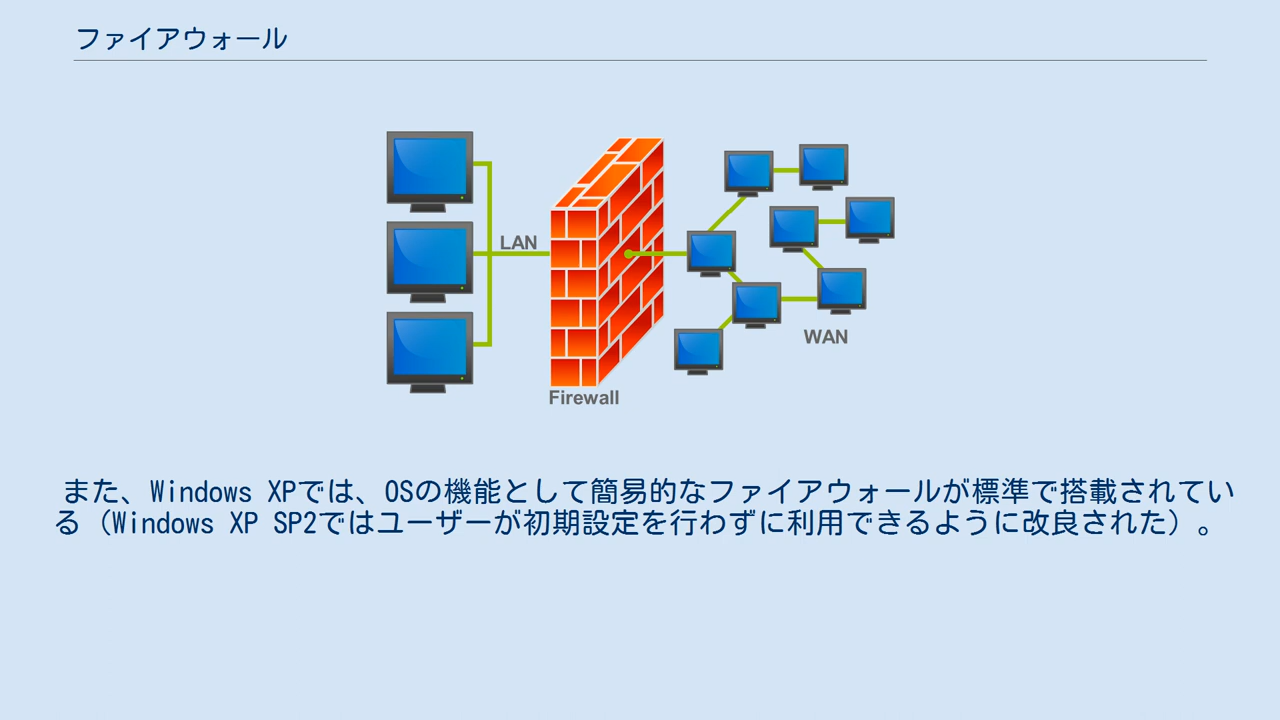 ファイアウォール
LAN
WAN
Firewall
また、Windows XPでは、OSの機能として簡易的なファイアウォールが標準で搭載されてい
る（Windows XP SP2ではユーザーが初期設定を行わずに利用できるように改良された）。